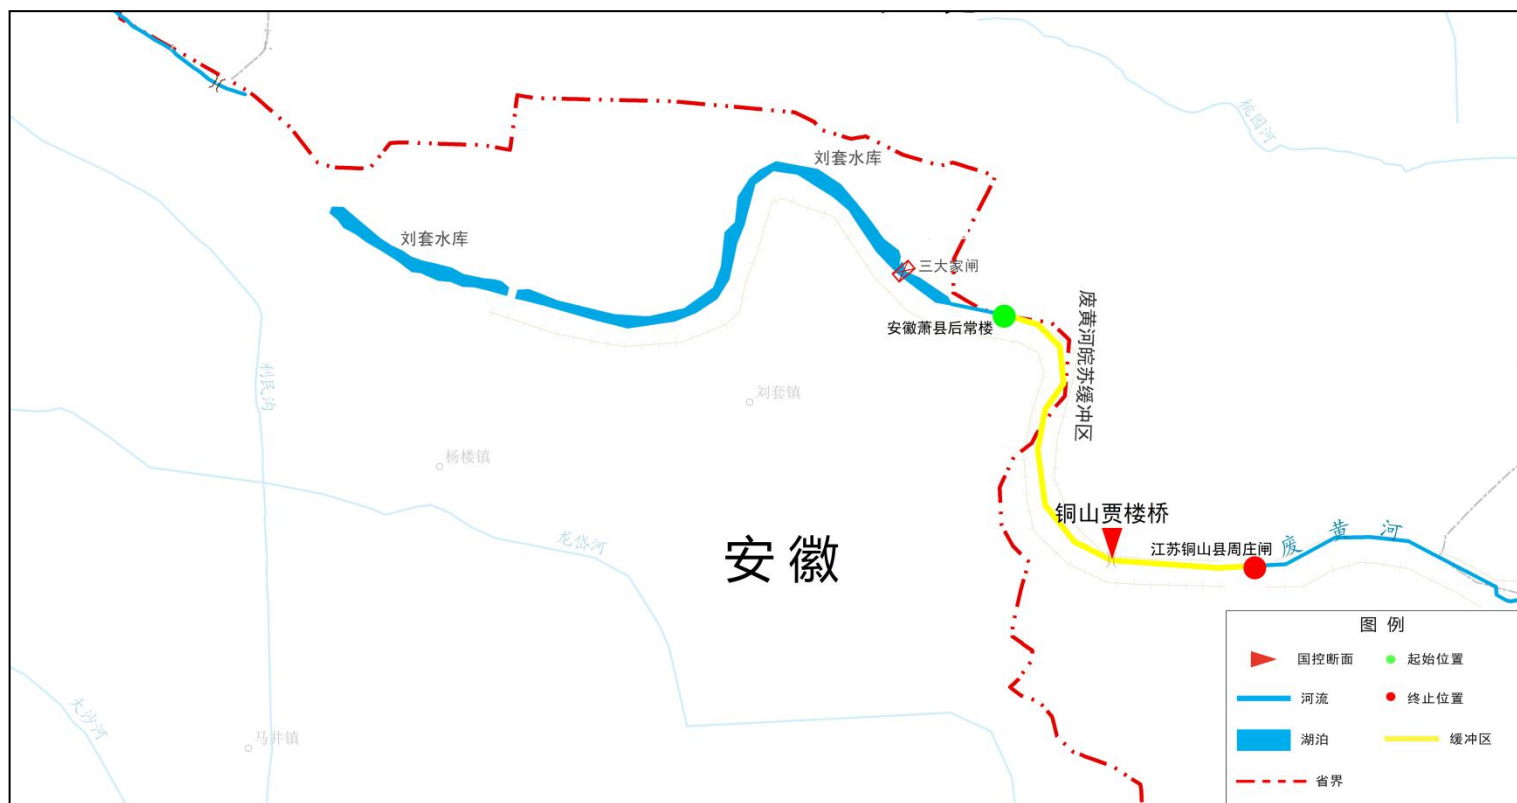 桃园河
刘套水库
刘套水库
三大家闸
安徽萧县后常楼
废黄河皖苏缓冲区
利民沟
刘套镇
杨楼镇
铜山贾楼桥
龙岱河
安徽
江苏铜山县周庄闸
废黄河
大沙河
马井镇
图例
国控断面
起始位置
河流
终止位置
湖泊
缓冲区
省界